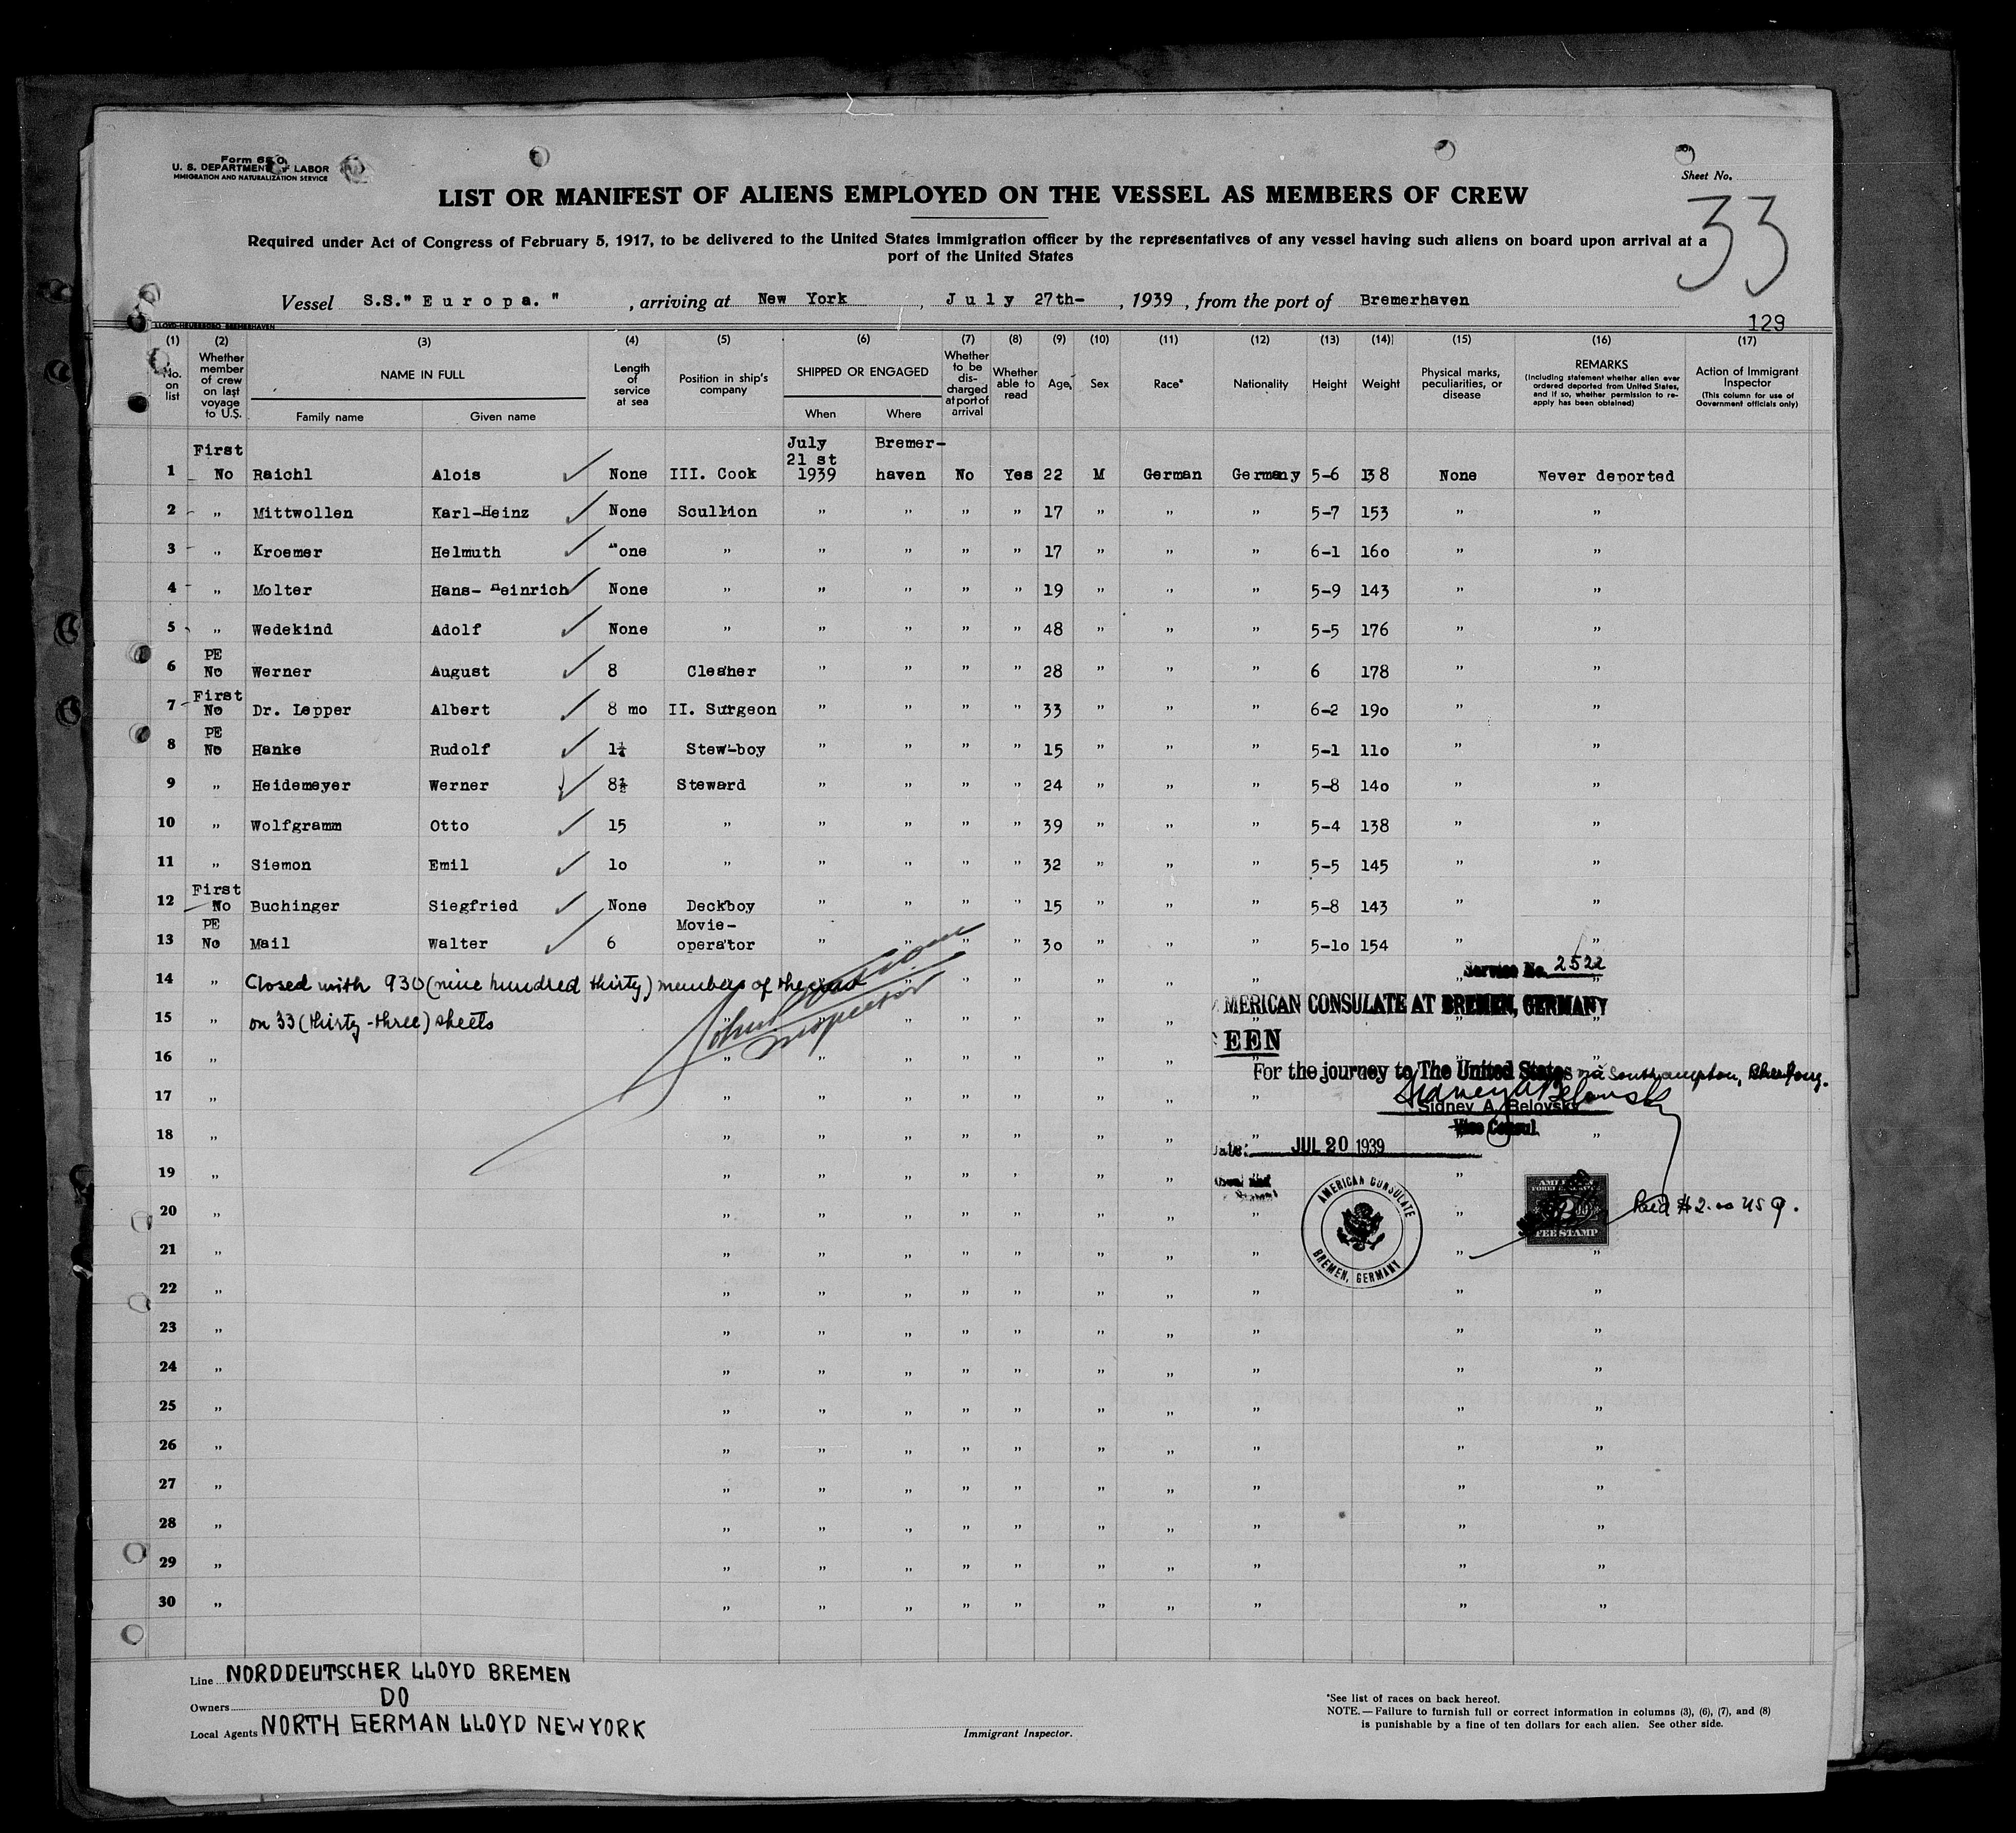 Form 680
U. S. DEPARTMENT OF LABOR
IMMIGRATION AND NATURALIZATION SERVICE
Sheet No.
33
LIST OR MANIFEST OF ALIENS EMPLOYED ON THE VESSEL AS MEMBERS OF CREW
Required under Act of Congress of February 5, 1917, to be delivered to the United States immigration officer by the representatives of any vessel having such aliens on board upon arrival at a
port of the United States
Vessel S.S." E u r o p a. " , arriving at New York , J u l y 27th- , 1939 , from the port of Bremerhaven
129
(1) (2) (3) (4) (5) (6) (7) (8) (9) (10) (11) (12) (13) (14) (15) (16) (17)
No. on list | Whether member of crew on last voyage to U.S. | NAME IN FULL Family name Given name | Length of service at sea | Position in ship's company | SHIPPED OR ENGAGED When Where | Whether to be discharged at port of arrival | Whether able to read | Age | Sex | Race* | Nationality | Height | Weight | Physical marks, peculiarities, or disease | REMARKS (Including statement whether alien ever ordered deported from United States, and if so, whether permission to reapply has been obtained) | Action of Immigrant Inspector (This column for use of Government officials only)
1 First No Raichl Alois None III. Cook July 21 st 1939 Bremerhaven No Yes 22 M German Germany 5-6 138 None Never deported
2 " Mittwollen Karl-Heinz None Scullion " " " " 17 " " " 5-7 153 " "
3 " Kroemer Helmuth None " " " " " 17 " " " 6-1 160 " "
4 " Molter Hans- Heinrich None " " " " " 19 " " " 5-9 143 " "
5 " Wedekind Adolf None " " " " " 48 " " " 5-5 176 " "
6 PE No Werner August 8 Cleaner " " " " 28 " " " 6 178 " "
7 First No Dr. Lepper Albert 8 mo II. Surgeon " " " " 33 " " " 6-2 190 " "
8 PE No Hanke Rudolf 1¼ Stew-boy " " " " 15 " " " 5-1 110 " "
9 " Heidemeyer Werner 8½ Steward " " " " 24 " " " 5-8 140 " "
10 " Wolfgramm Otto 15 " " " " " 39 " " " 5-4 138 " "
11 " Siemon Emil 10 " " " " " 32 " " " 5-5 145 " "
12 First No Buchinger Siegfried None Deckboy " " " " 15 " " " 5-8 143 " "
13 PE No Mail Walter 6 Movie-operator " " " " 30 " " " 5-10 154 " "
14 " Closed with 930 (nine hundred thirty) members of the crew
15 " on 33 (thirty-three) sheets
Inspector
16 "
17 "
18 "
19 "
20 "
21 "
22 "
23 "
24 "
25 "
26 "
27 "
28 "
29 "
30 "
Service No. 2522
MERICAN CONSULATE AT BREMEN, GERMANY
EEN
For the journey to The United States via Southampton,
Sidney A Belovsky
Sidney A. Belovsky
Vice Consul
Date: JUL 20 1939
AMERICAN CONSULATE
BREMEN, GERMANY
FEE STAMP
Paid $ 2.00 US g.
Line NORDDEUTSCHER LLOYD BREMEN
Owners DO
Local Agents NORTH GERMAN LLOYD NEW YORK
Immigrant Inspector.
*See list of races on back hereof.
NOTE.—Failure to furnish full or correct information in columns (3), (6), (7), and (8)
is punishable by a fine of ten dollars for each alien. See other side.